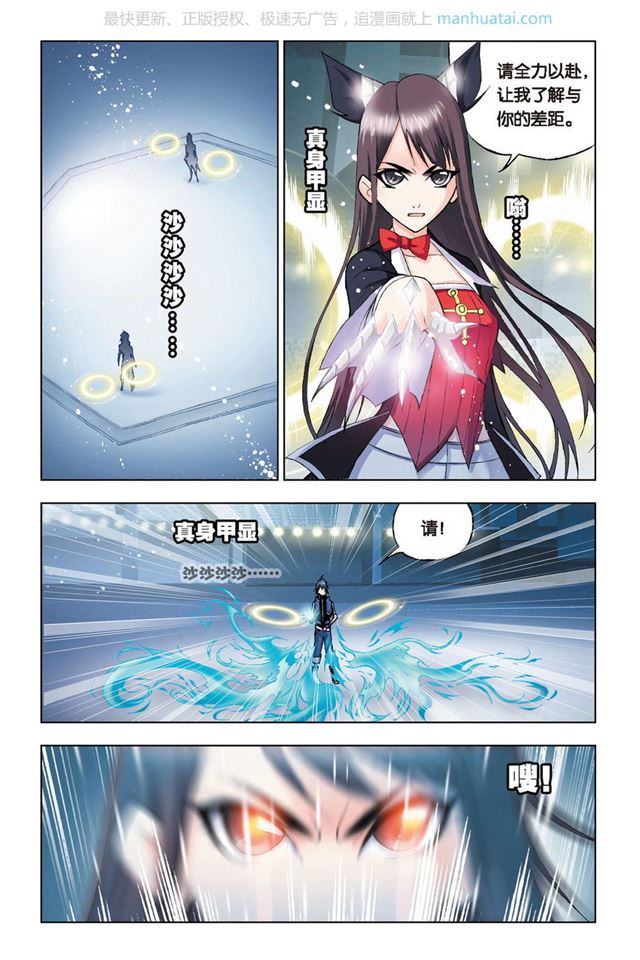 最快更新、正版授权、极速无广告，追漫画就上 manhuatai.com
沙沙沙沙……
请全力以赴，
让我了解与
你的差距。
真身甲显
嗡……
真身甲显
沙沙沙沙……
请！
嗖！